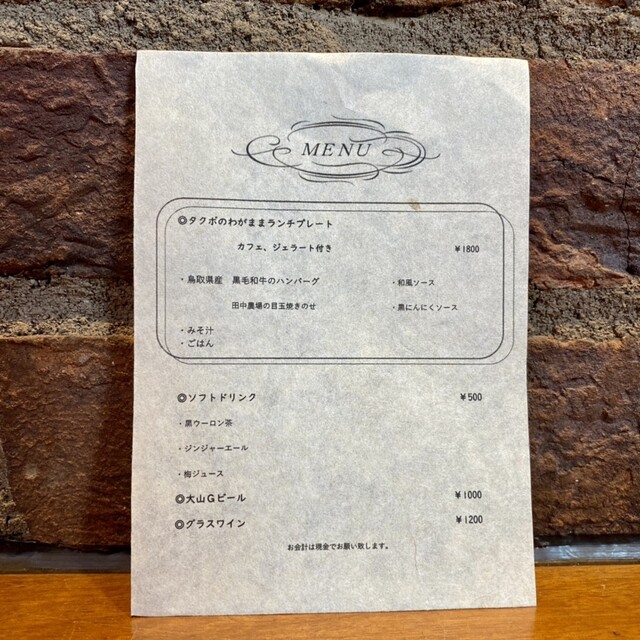 MENU
◎タクボのわがままランチプレート
カフェ、ジェラート付き ¥1800
・鳥取県産 黒毛和牛のハンバーグ ・和風ソース
田中農場の目玉焼きのせ ・黒にんにくソース
・みそ汁
・ごはん
◎ソフトドリンク ¥500
・黒ウーロン茶
・ジンジャーエール
・梅ジュース
◎大山Gビール ¥1000
◎グラスワイン ¥1200
お会計は現金でお願い致します。